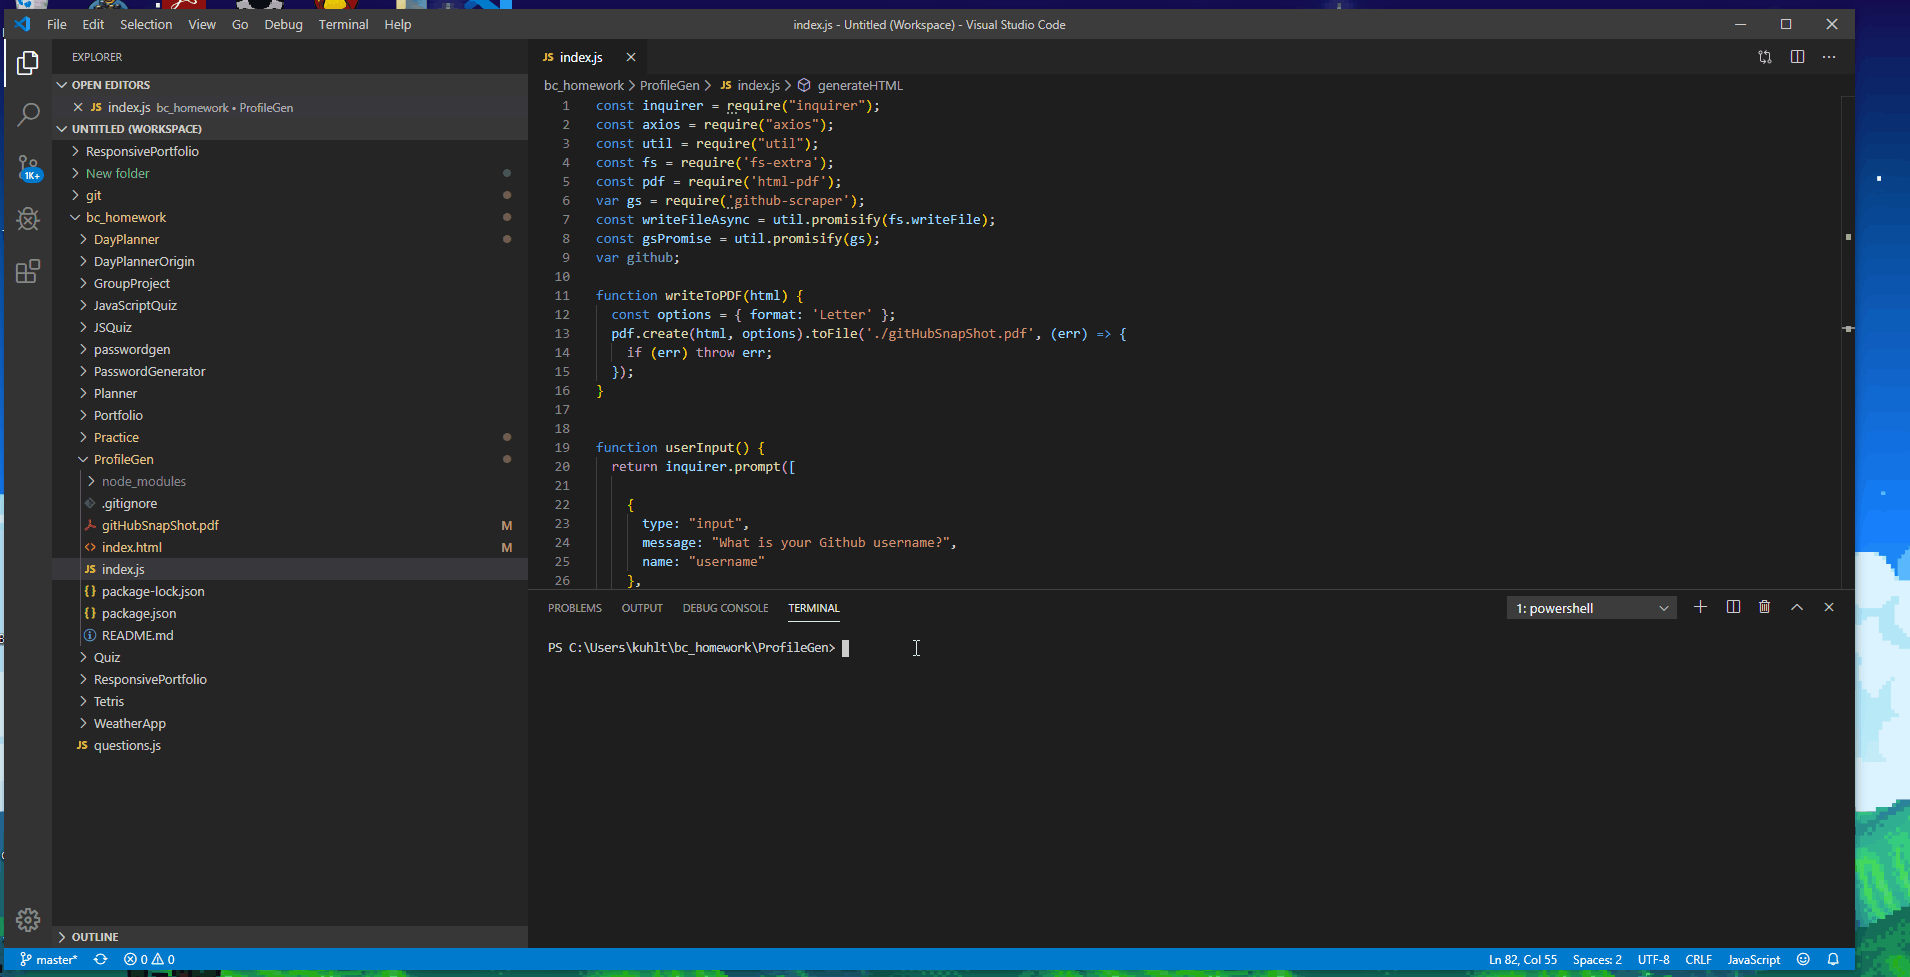 File Edit Selection View Go Debug Terminal Help
index.js - Untitled (Workspace) - Visual Studio Code
EXPLORER
OPEN EDITORS
JS index.js bc_homework • ProfileGen
UNTITLED (WORKSPACE)
ResponsivePortfolio
New folder
git
bc_homework
DayPlanner
DayPlannerOrigin
GroupProject
JavaScriptQuiz
JSQuiz
passwordgen
PasswordGenerator
Planner
Portfolio
Practice
ProfileGen
node_modules
.gitignore
gitHubSnapShot.pdf M
<> index.html M
JS index.js
{} package-lock.json
{} package.json
README.md
Quiz
ResponsivePortfolio
Tetris
WeatherApp
JS questions.js
OUTLINE
1K+
JS index.js
bc_homework > ProfileGen > JS index.js > generateHTML
1 const inquirer = require("inquirer");
2 const axios = require("axios");
3 const util = require("util");
4 const fs = require('fs-extra');
5 const pdf = require('html-pdf');
6 var gs = require('github-scraper');
7 const writeFileAsync = util.promisify(fs.writeFile);
8 const gsPromise = util.promisify(gs);
9 var github;
10
11 function writeToPDF(html) {
12 const options = { format: 'Letter' };
13 pdf.create(html, options).toFile('./gitHubSnapShot.pdf', (err) => {
14 if (err) throw err;
15 });
16 }
17
18
19 function userInput() {
20 return inquirer.prompt([
21
22 {
23 type: "input",
24 message: "What is your Github username?",
25 name: "username"
26 },
PROBLEMS OUTPUT DEBUG CONSOLE TERMINAL
1: powershell
PS C:\Users\kuhlt\bc_homework\ProfileGen>
master* 0 0
Ln 82, Col 55 Spaces: 2 UTF-8 CRLF JavaScript